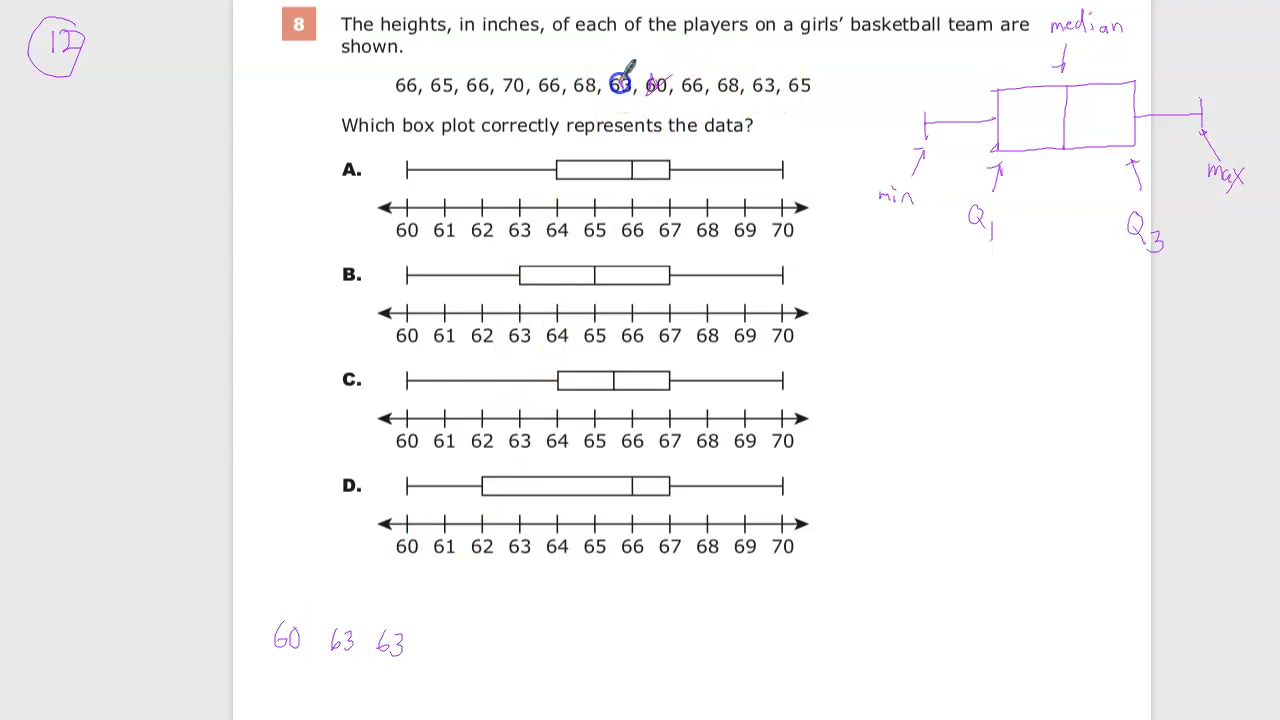 12
8 The heights, in inches, of each of the players on a girls' basketball team are
shown.
66, 65, 66, 70, 66, 68, 63, 60, 66, 68, 63, 65
Which box plot correctly represents the data?
median
min
Q1
Q3
max
A.
60 61 62 63 64 65 66 67 68 69 70
B.
60 61 62 63 64 65 66 67 68 69 70
C.
60 61 62 63 64 65 66 67 68 69 70
D.
60 61 62 63 64 65 66 67 68 69 70
60 63 63